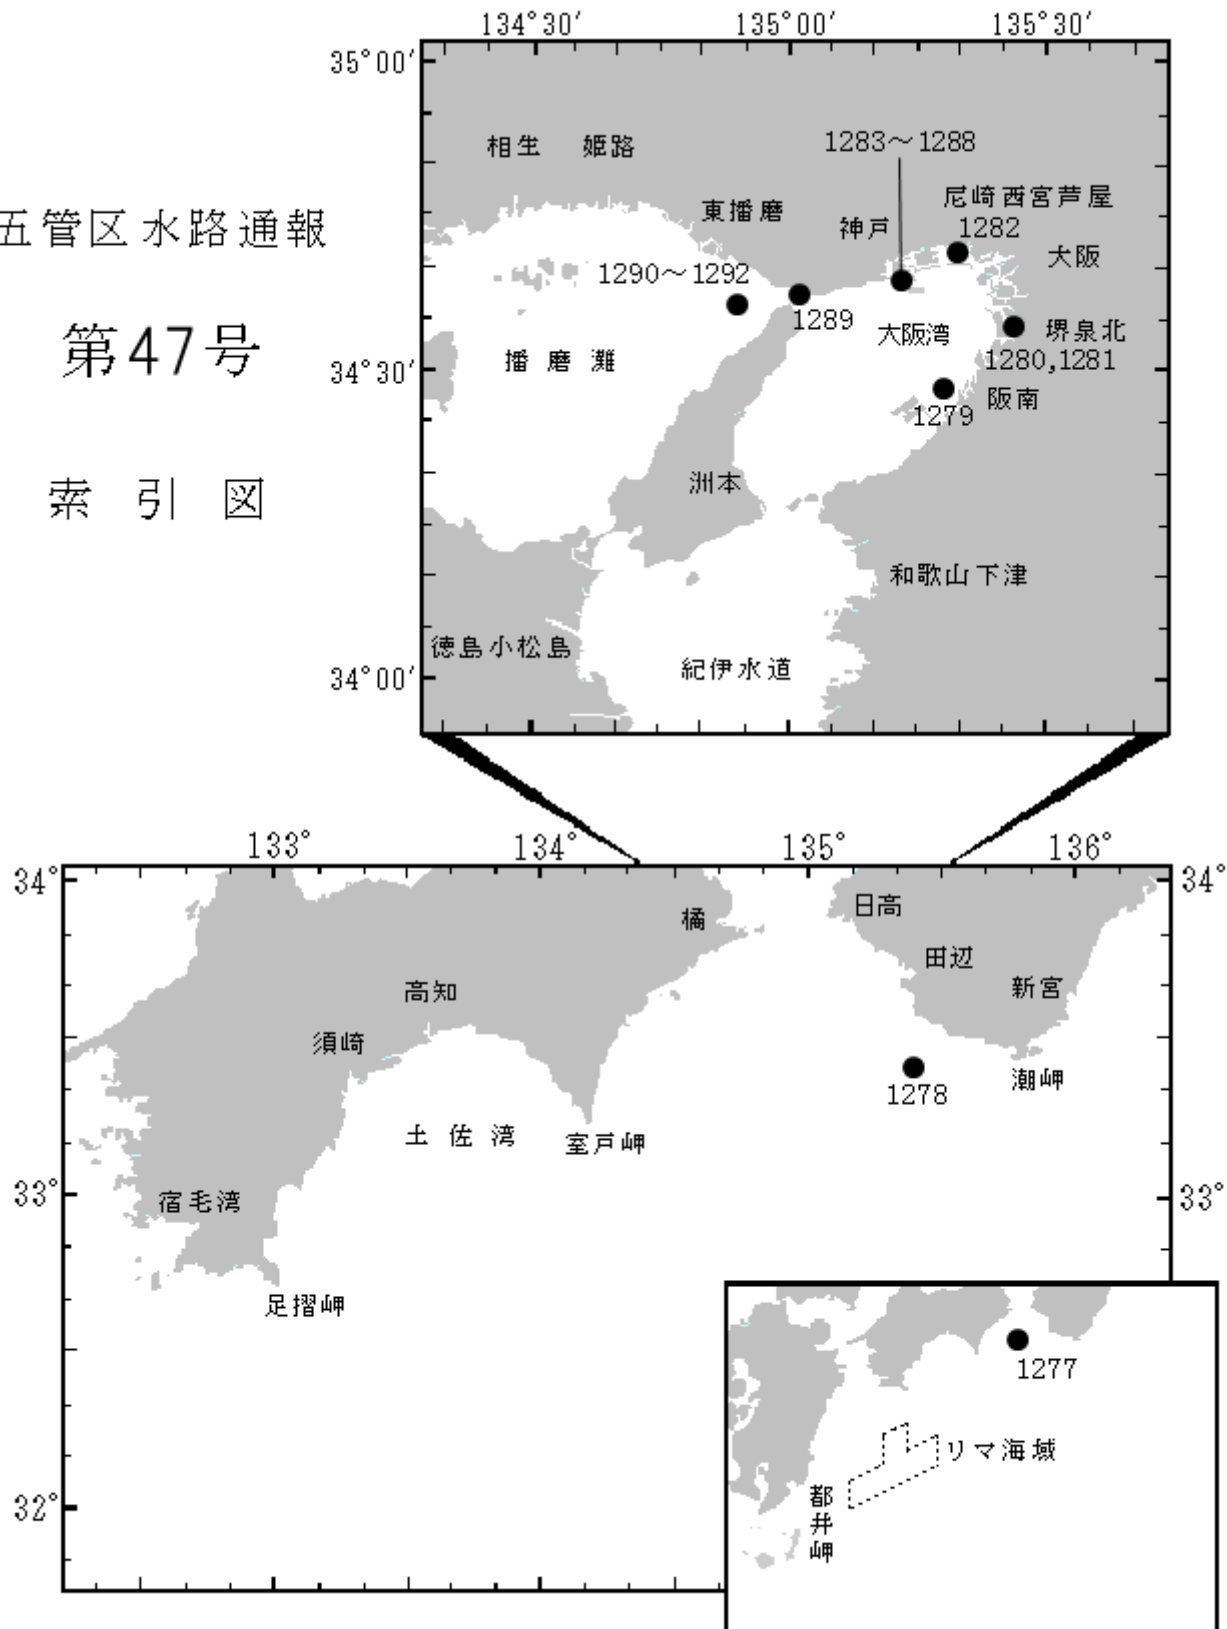 134°30′ 135°00′ 135°30′
35°00′
相生 姫路
1283～1288
尼崎西宮芦屋
東播磨
神戸
1282
五管区水路通報
大阪
1290～1292
1289
大阪湾
堺泉北
第47号
播磨灘
1280,1281
34°30′
阪南
1279
索引図
洲本
和歌山下津
徳島小松島
紀伊水道
34°00′
133° 134° 135° 136°
34° 34°
橘
日高
田辺
高知
新宮
須崎
潮岬
1278
土佐湾
室戸岬
33° 33°
宿毛湾
足摺岬
1277
リマ海域
都井岬
32°